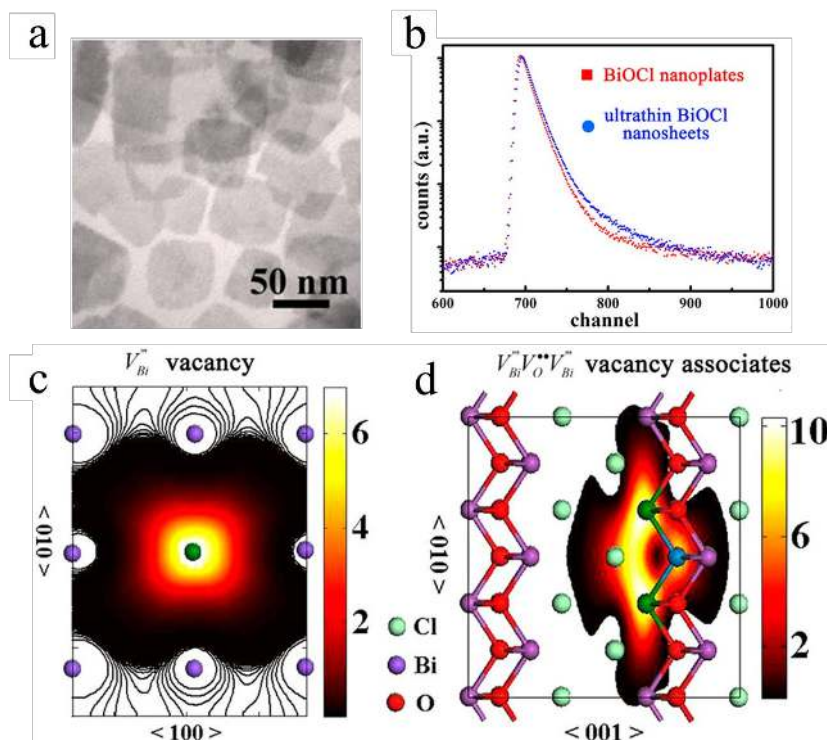 a
50 nm
b
BiOCl nanoplates
ultrathin BiOCl
nanosheets
counts (a.u.)
600 700 800 900 1000
channel
c
V‴Bi vacancy
6
4
2
< 010 >
< 100 >
Cl
Bi
O
d
V‴BiV••OV‴Bi vacancy associates
10
6
2
< 010 >
< 001 >